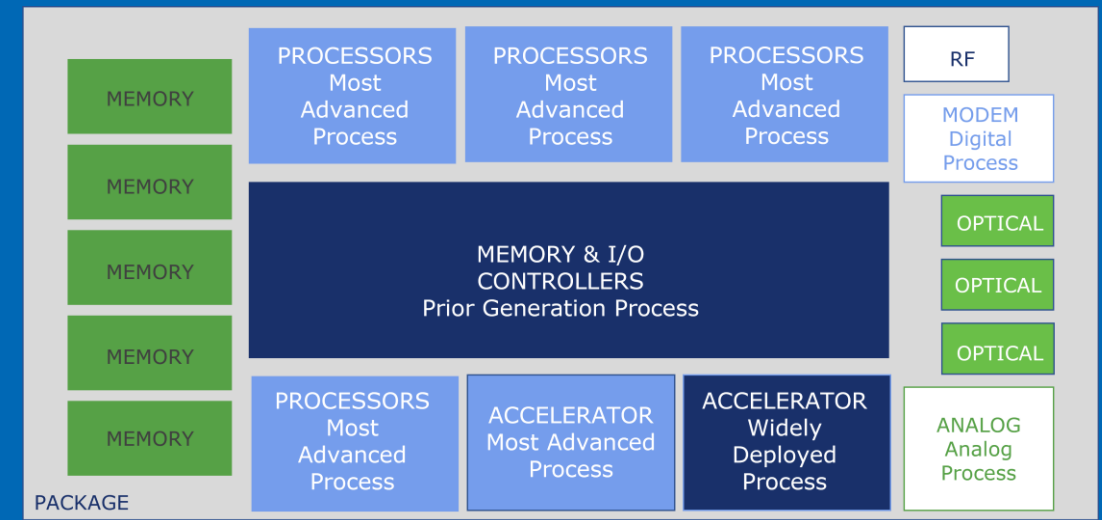 MEMORY
MEMORY
MEMORY
MEMORY
MEMORY
PROCESSORS
Most
Advanced
Process
PROCESSORS
Most
Advanced
Process
PROCESSORS
Most
Advanced
Process
RF
MODEM
Digital
Process
MEMORY & I/O
CONTROLLERS
Prior Generation Process
OPTICAL
OPTICAL
OPTICAL
PROCESSORS
Most
Advanced
Process
ACCELERATOR
Most Advanced
Process
ACCELERATOR
Widely
Deployed
Process
ANALOG
Analog
Process
PACKAGE